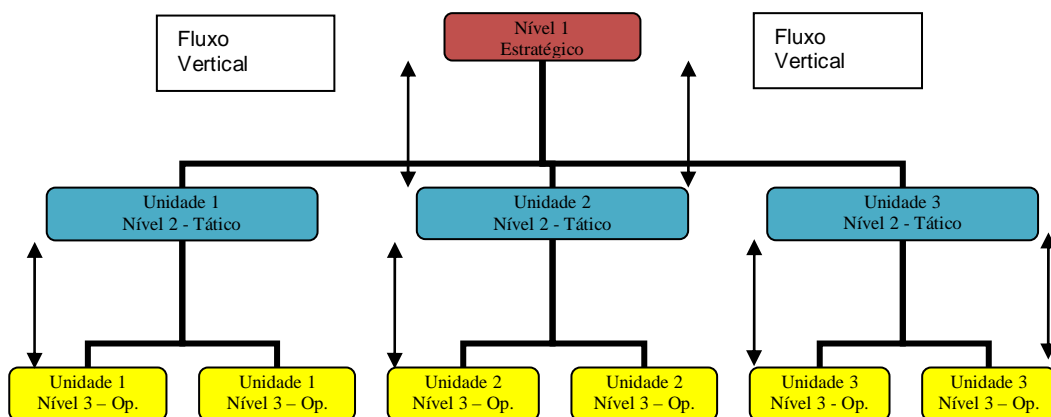 Fluxo
Vertical
Nível 1
Estratégico
Fluxo
Vertical
Unidade 1
Nível 2 - Tático
Unidade 2
Nível 2 - Tático
Unidade 3
Nível 2 - Tático
Unidade 1
Nível 3 – Op.
Unidade 1
Nível 3 – Op.
Unidade 2
Nível 3 – Op.
Unidade 2
Nível 3 – Op.
Unidade 3
Nível 3 - Op.
Unidade 3
Nível 3 – Op.